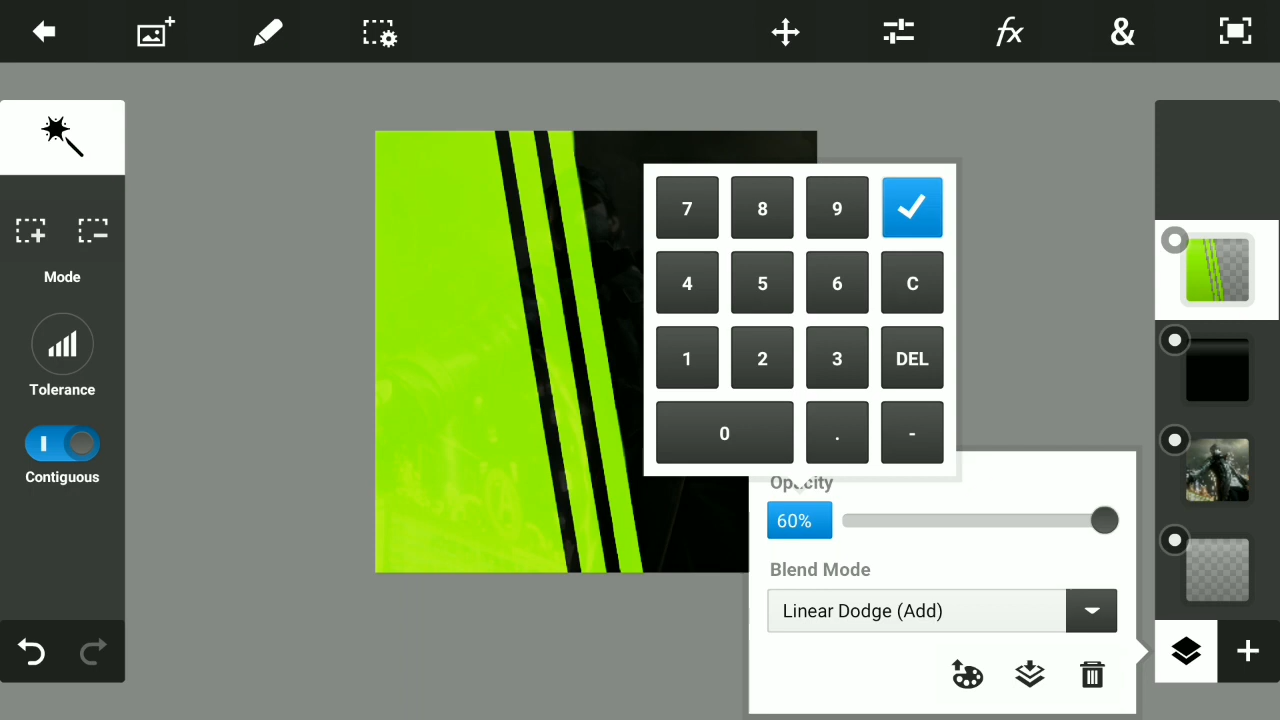 fx
&
7 8 9
4 5 6 C
1 2 3 DEL
0 . -
Mode
Tolerance
Contiguous
Opacity
60%
Blend Mode
Linear Dodge (Add)